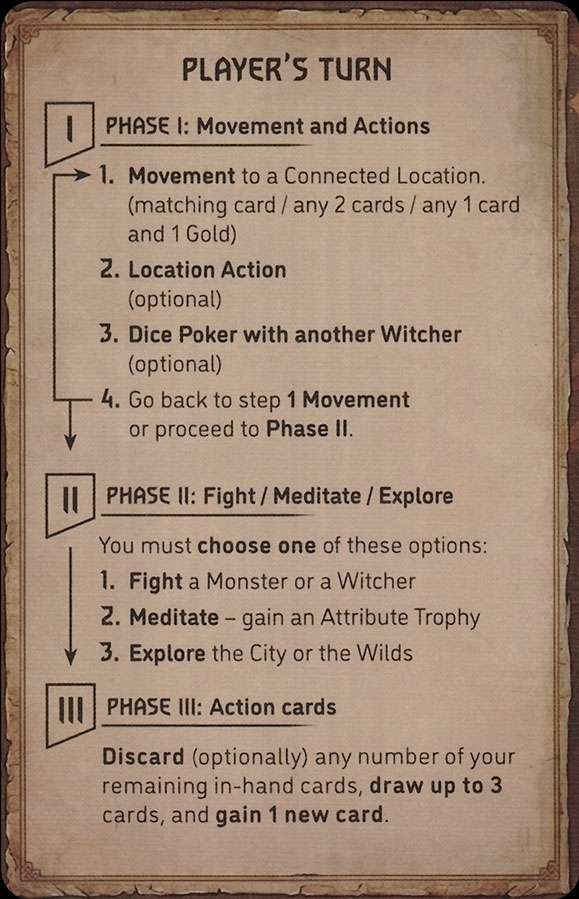 PLAYER'S TURN
I PHASE I: Movement and Actions
1. Movement to a Connected Location.
(matching card / any 2 cards / any 1 card
and 1 Gold)
2. Location Action
(optional)
3. Dice Poker with another Witcher
(optional)
4. Go back to step 1 Movement
or proceed to Phase II.
II PHASE II: Fight / Meditate / Explore
You must choose one of these options:
1. Fight a Monster or a Witcher
2. Meditate – gain an Attribute Trophy
3. Explore the City or the Wilds
III PHASE III: Action cards
Discard (optionally) any number of your
remaining in-hand cards, draw up to 3
cards, and gain 1 new card.